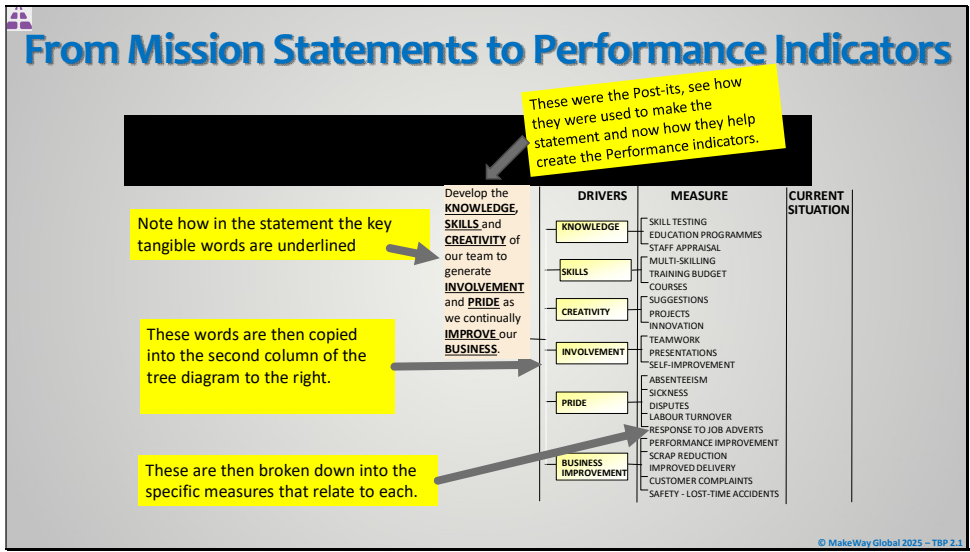 From Mission Statements to Performance Indicators
These were the Post-its, see how
they were used to make the
statement and now how they help
create the Performance indicators.
Note how in the statement the key
tangible words are underlined
These words are then copied
into the second column of the
tree diagram to the right.
These are then broken down into the
specific measures that relate to each.
Develop the
KNOWLEDGE,
SKILLS and
CREATIVITY of
our team to
generate
INVOLVEMENT
and PRIDE as
we continually
IMPROVE our
BUSINESS.
DRIVERS
KNOWLEDGE
SKILLS
CREATIVITY
INVOLVEMENT
PRIDE
BUSINESS
IMPROVEMENT
MEASURE
SKILL TESTING
EDUCATION PROGRAMMES
STAFF APPRAISAL
MULTI-SKILLING
TRAINING BUDGET
COURSES
SUGGESTIONS
PROJECTS
INNOVATION
TEAMWORK
PRESENTATIONS
SELF-IMPROVEMENT
ABSENTEEISM
SICKNESS
DISPUTES
LABOUR TURNOVER
RESPONSE TO JOB ADVERTS
PERFORMANCE IMPROVEMENT
SCRAP REDUCTION
IMPROVED DELIVERY
CUSTOMER COMPLAINTS
SAFETY - LOST-TIME ACCIDENTS
CURRENT
SITUATION
© MakeWay Global 2025 – TBP 2.1